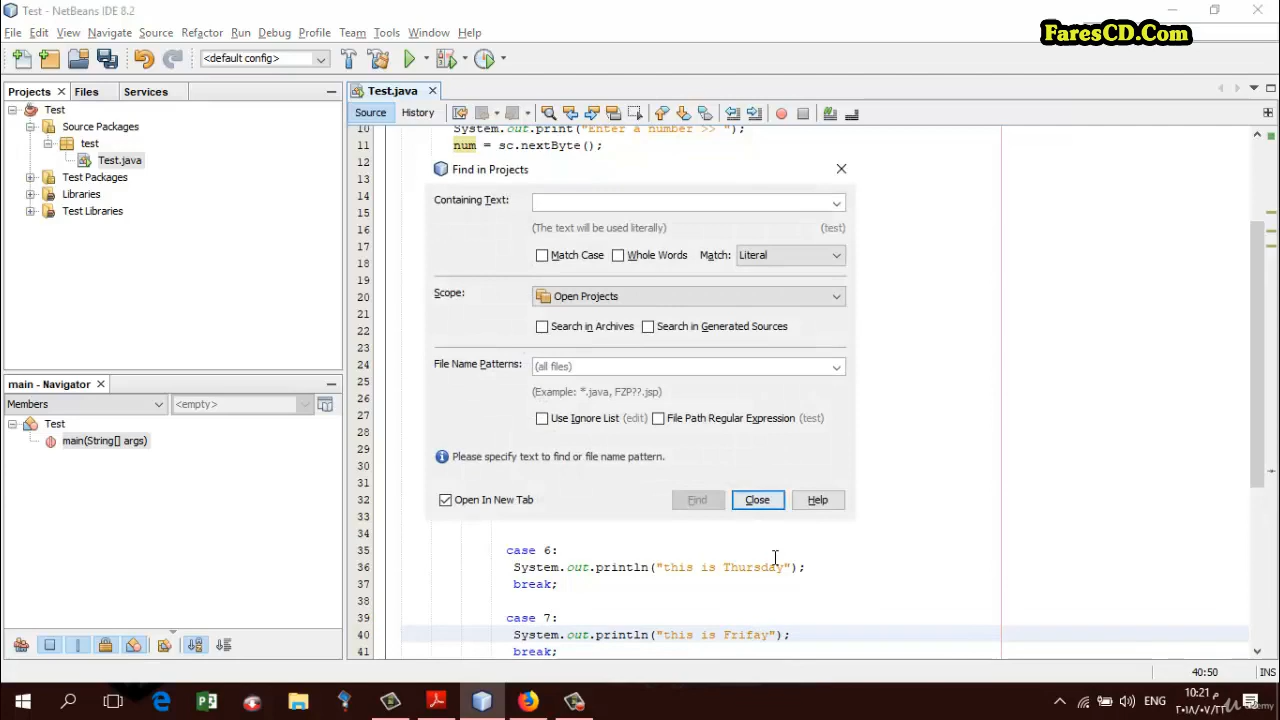 Test - NetBeans IDE 8.2
FaresCD.Com
File Edit View Navigate Source Refactor Run Debug Profile Team Tools Window Help
<default config>
Projects Files Services
Test.java
Source History
Test
Source Packages
test
Test.java
Test Packages
Libraries
Test Libraries
10 System.out.print("Enter a number >> ");
11 num = sc.nextByte();
12
13
14
15
16
17
18
19
20
21
22
23
24
25
26
27
28
29
30
31
32
33
34
35 case 6:
36 System.out.println("this is Thursday");
37 break;
38
39 case 7:
40 System.out.println("this is Frifay");
41 break;
Find in Projects
Containing Text:
(The text will be used literally) (test)
Match Case Whole Words Match: Literal
Scope: Open Projects
Search in Archives Search in Generated Sources
File Name Patterns: (all files)
(Example: *.java, FZP??.jsp)
Use Ignore List (edit) File Path Regular Expression (test)
Please specify text to find or file name pattern.
Open In New Tab Find Close Help
main - Navigator
Members <empty>
Test
main(String[] args)
40:50 INS
ENG
10:21 م
٢٠١٨/٠٧/٢٢
Udemy